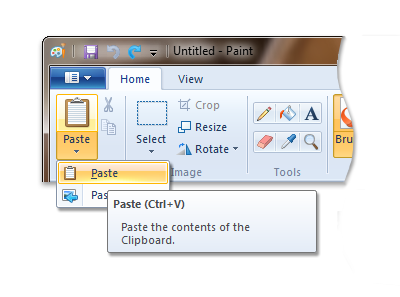 Untitled - Paint
Home View
Paste
Select
Crop
Resize
Rotate
Image
Tools
Bru
Paste
Pas
Paste (Ctrl+V)
Paste the contents of the
Clipboard.